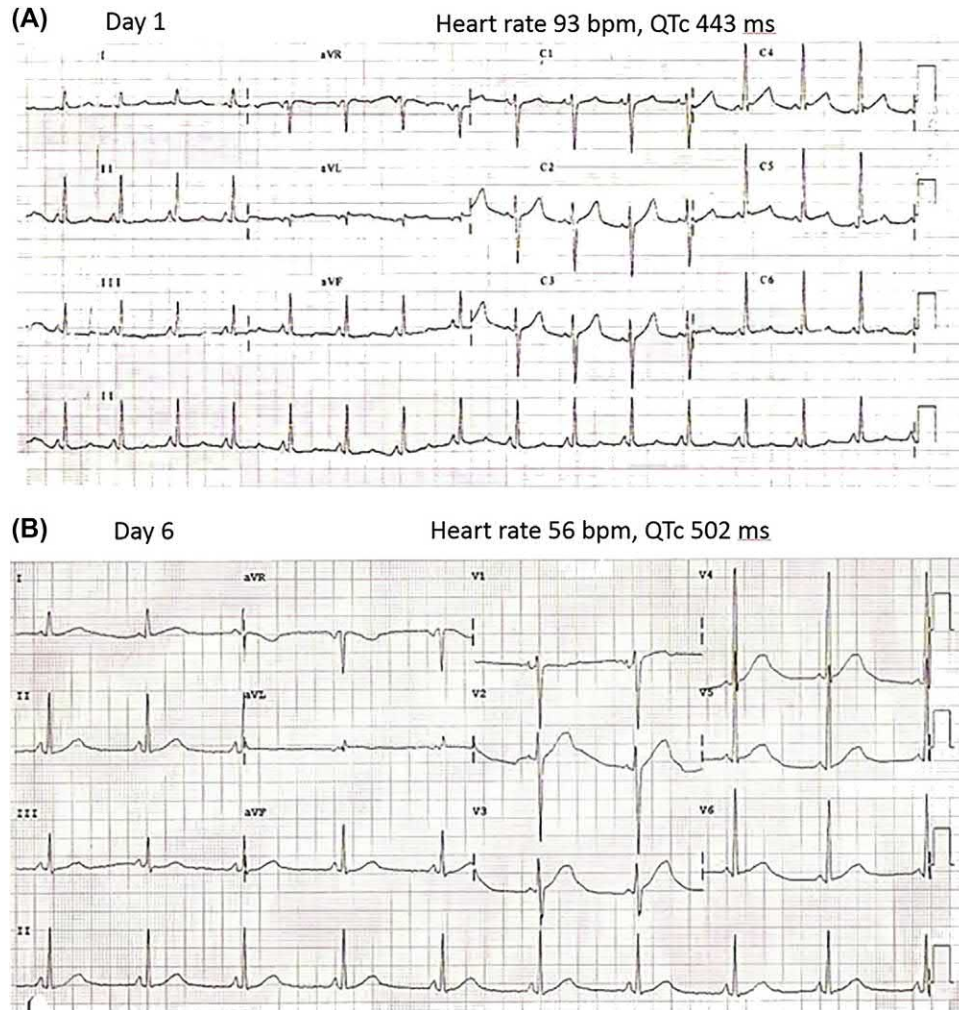 (A) Day 1 Heart rate 93 bpm, QTc 443 ms
I aVR C1 C4
II aVL C2 C5
III aVF C3 C6
II
(B) Day 6 Heart rate 56 bpm, QTc 502 ms
I aVR V1 V4
II aVL V2 V5
III aVF V3 V6
II